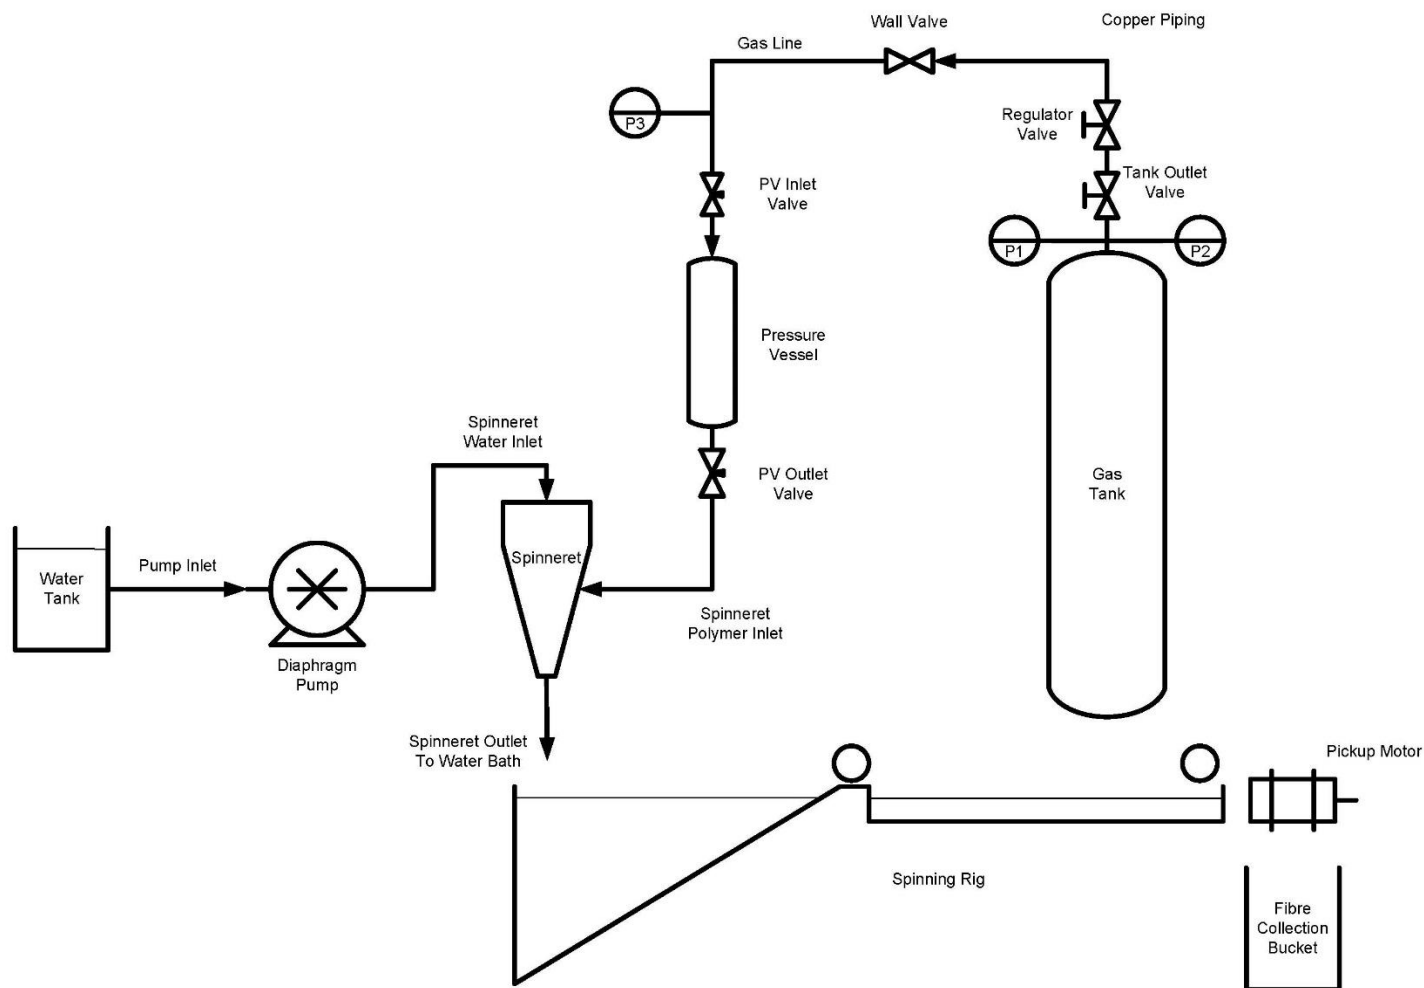 Wall Valve
Copper Piping
Gas Line
P3
Regulator
Valve
PV Inlet
Valve
Tank Outlet
Valve
P1
P2
Pressure
Vessel
Spinneret
Water Inlet
PV Outlet
Valve
Gas
Tank
Spinneret
Water
Tank
Pump Inlet
Spinneret
Polymer Inlet
Diaphragm
Pump
Spinneret Outlet
To Water Bath
Pickup Motor
Spinning Rig
Fibre
Collection
Bucket